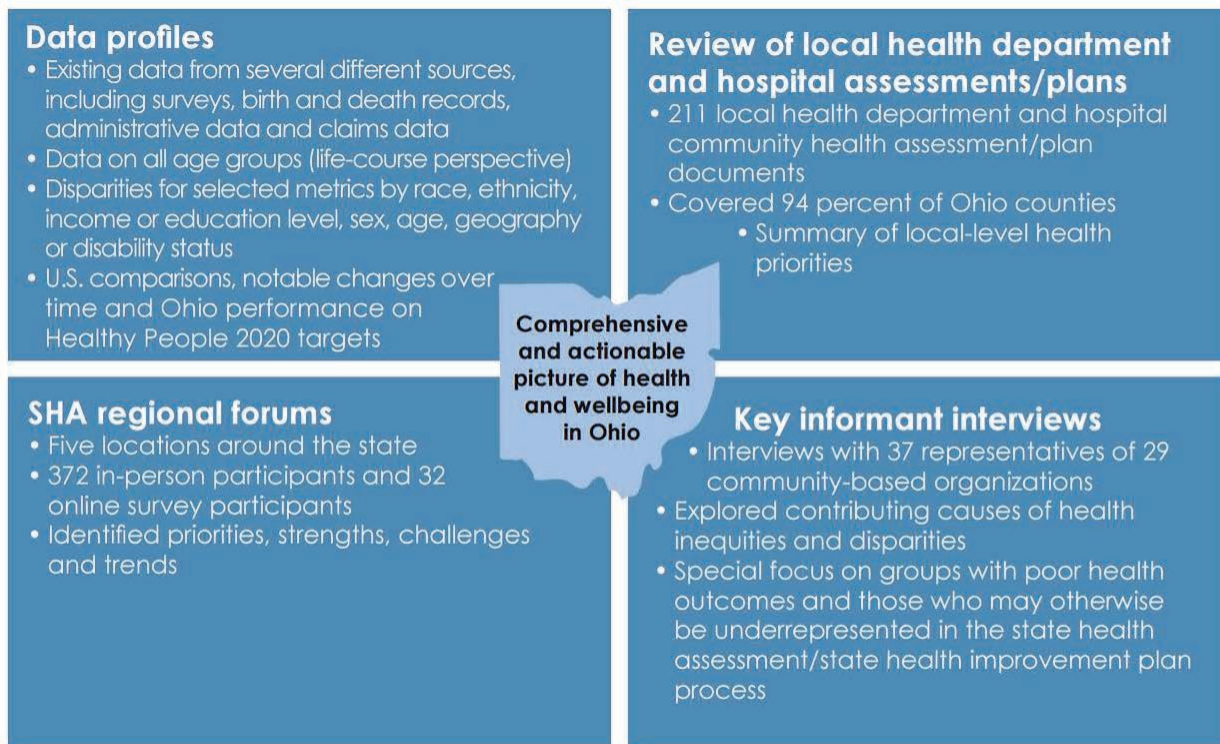 Data profiles
• Existing data from several different sources,
including surveys, birth and death records,
administrative data and claims data
• Data on all age groups (life-course perspective)
• Disparities for selected metrics by race, ethnicity,
income or education level, sex, age, geography
or disability status
• U.S. comparisons, notable changes over
time and Ohio performance on
Healthy People 2020 targets
Review of local health department
and hospital assessments/plans
• 211 local health department and hospital
community health assessment/plan
documents
• Covered 94 percent of Ohio counties
• Summary of local-level health
priorities
Comprehensive
and actionable
picture of health
and wellbeing
in Ohio
SHA regional forums
• Five locations around the state
• 372 in-person participants and 32
online survey participants
• Identified priorities, strengths, challenges
and trends
Key informant interviews
• Interviews with 37 representatives of 29
community-based organizations
• Explored contributing causes of health
inequities and disparities
• Special focus on groups with poor health
outcomes and those who may otherwise
be underrepresented in the state health
assessment/state health improvement plan
process